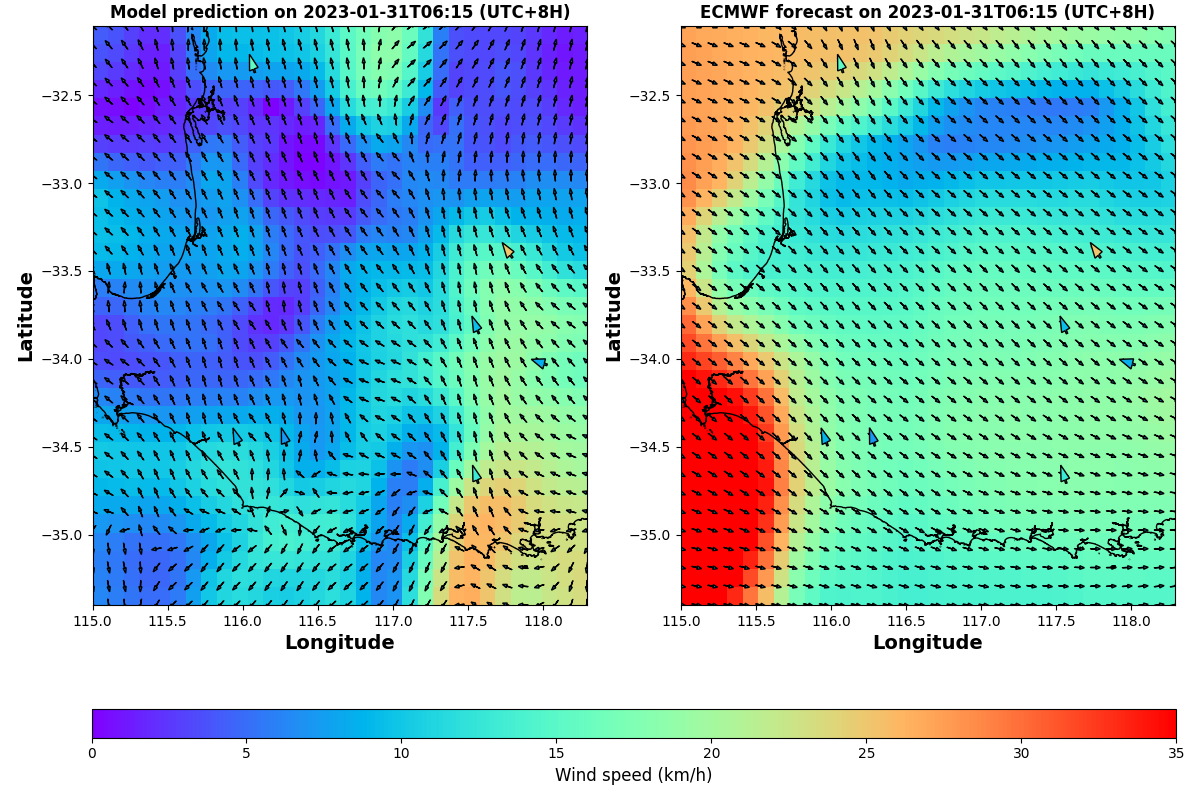 Model prediction on 2023-01-31T06:15 (UTC+8H)
ECMWF forecast on 2023-01-31T06:15 (UTC+8H)
−32.5
−33.0
−33.5
−34.0
−34.5
−35.0
Latitude
115.0 115.5 116.0 116.5 117.0 117.5 118.0
Longitude
−32.5
−33.0
−33.5
−34.0
−34.5
−35.0
Latitude
115.0 115.5 116.0 116.5 117.0 117.5 118.0
Longitude
0 5 10 15 20 25 30 35
Wind speed (km/h)